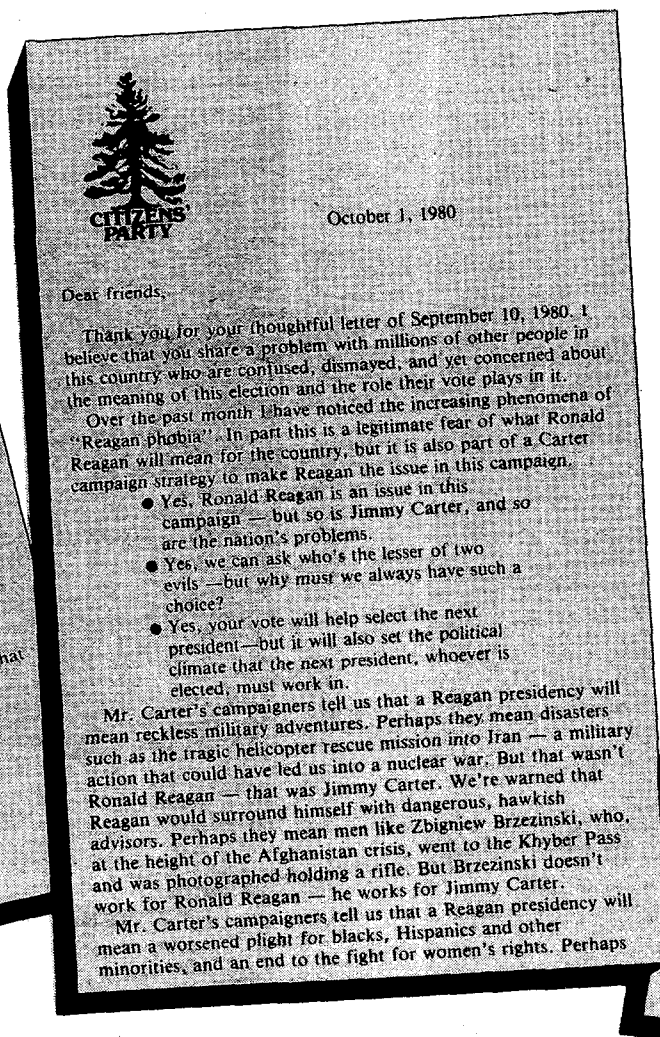 CITIZENS'
PARTY
October 1, 1980
Dear friends,
Thank you for your thoughtful letter of September 10, 1980. I
believe that you share a problem with millions of other people in
this country who are confused, dismayed, and yet concerned about
the meaning of this election and the role their vote plays in it.
Over the past month I have noticed the increasing phenomena of
"Reagan phobia". In part this is a legitimate fear of what Ronald
Reagan will mean for the country, but it is also part of a Carter
campaign strategy to make Reagan the issue in this campaign.
● Yes, Ronald Reagan is an issue in this
campaign — but so is Jimmy Carter, and so
are the nation's problems.
● Yes, we can ask who's the lesser of two
evils —but why must we always have such a
choice?
● Yes, your vote will help select the next
president—but it will also set the political
climate that the next president, whoever is
elected, must work in.
Mr. Carter's campaigners tell us that a Reagan presidency will
mean reckless military adventures. Perhaps they mean disasters
such as the tragic helicopter rescue mission into Iran — a military
action that could have led us into a nuclear war. But that wasn't
Ronald Reagan — that was Jimmy Carter. We're warned that
Reagan would surround himself with dangerous, hawkish
advisors. Perhaps they mean men like Zbigniew Brzezinski, who,
at the height of the Afghanistan crisis, went to the Khyber Pass
and was photographed holding a rifle. But Brzezinski doesn't
work for Ronald Reagan — he works for Jimmy Carter.
Mr. Carter's campaigners tell us that a Reagan presidency will
mean a worsened plight for blacks, Hispanics and other
minorities, and an end to the fight for women's rights. Perhaps